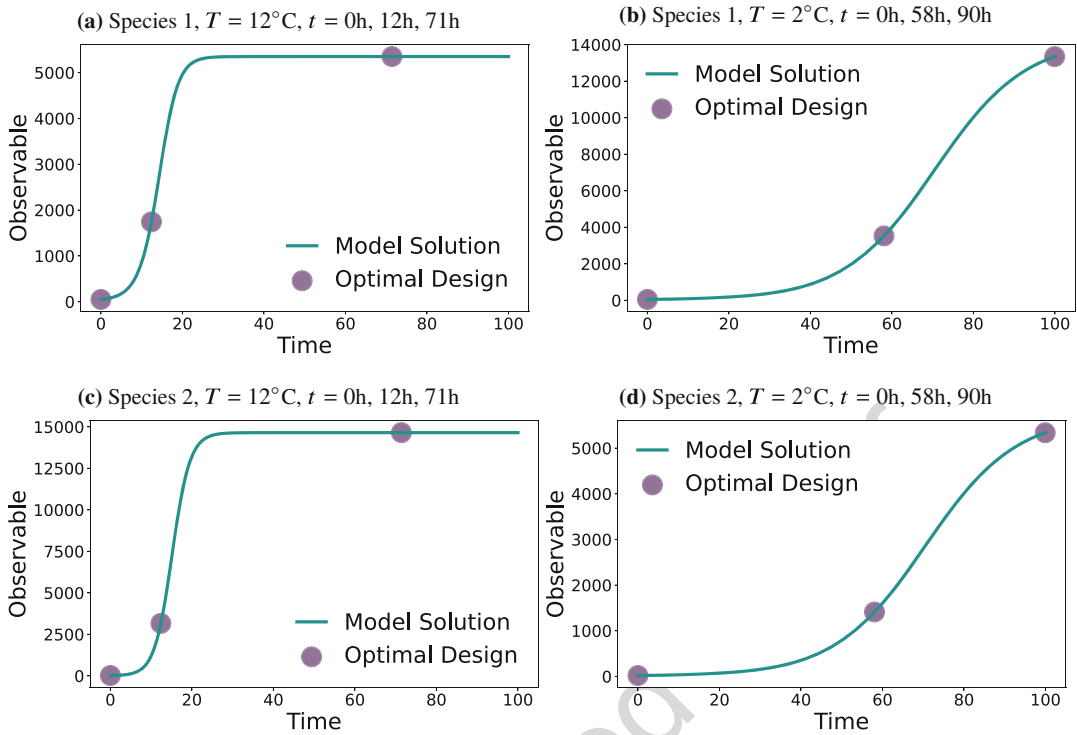 (a) Species 1, T = 12°C, t = 0h, 12h, 71h
5000
4000
3000
2000
1000
0
Observable
Model Solution
Optimal Design
0 20 40 60 80 100
Time
(b) Species 1, T = 2°C, t = 0h, 58h, 90h
14000
12000
10000
8000
6000
4000
2000
0
Observable
Model Solution
Optimal Design
0 20 40 60 80 100
Time
(c) Species 2, T = 12°C, t = 0h, 12h, 71h
15000
12500
10000
7500
5000
2500
0
Observable
Model Solution
Optimal Design
0 20 40 60 80 100
Time
(d) Species 2, T = 2°C, t = 0h, 58h, 90h
5000
4000
3000
2000
1000
0
Observable
Model Solution
Optimal Design
0 20 40 60 80 100
Time